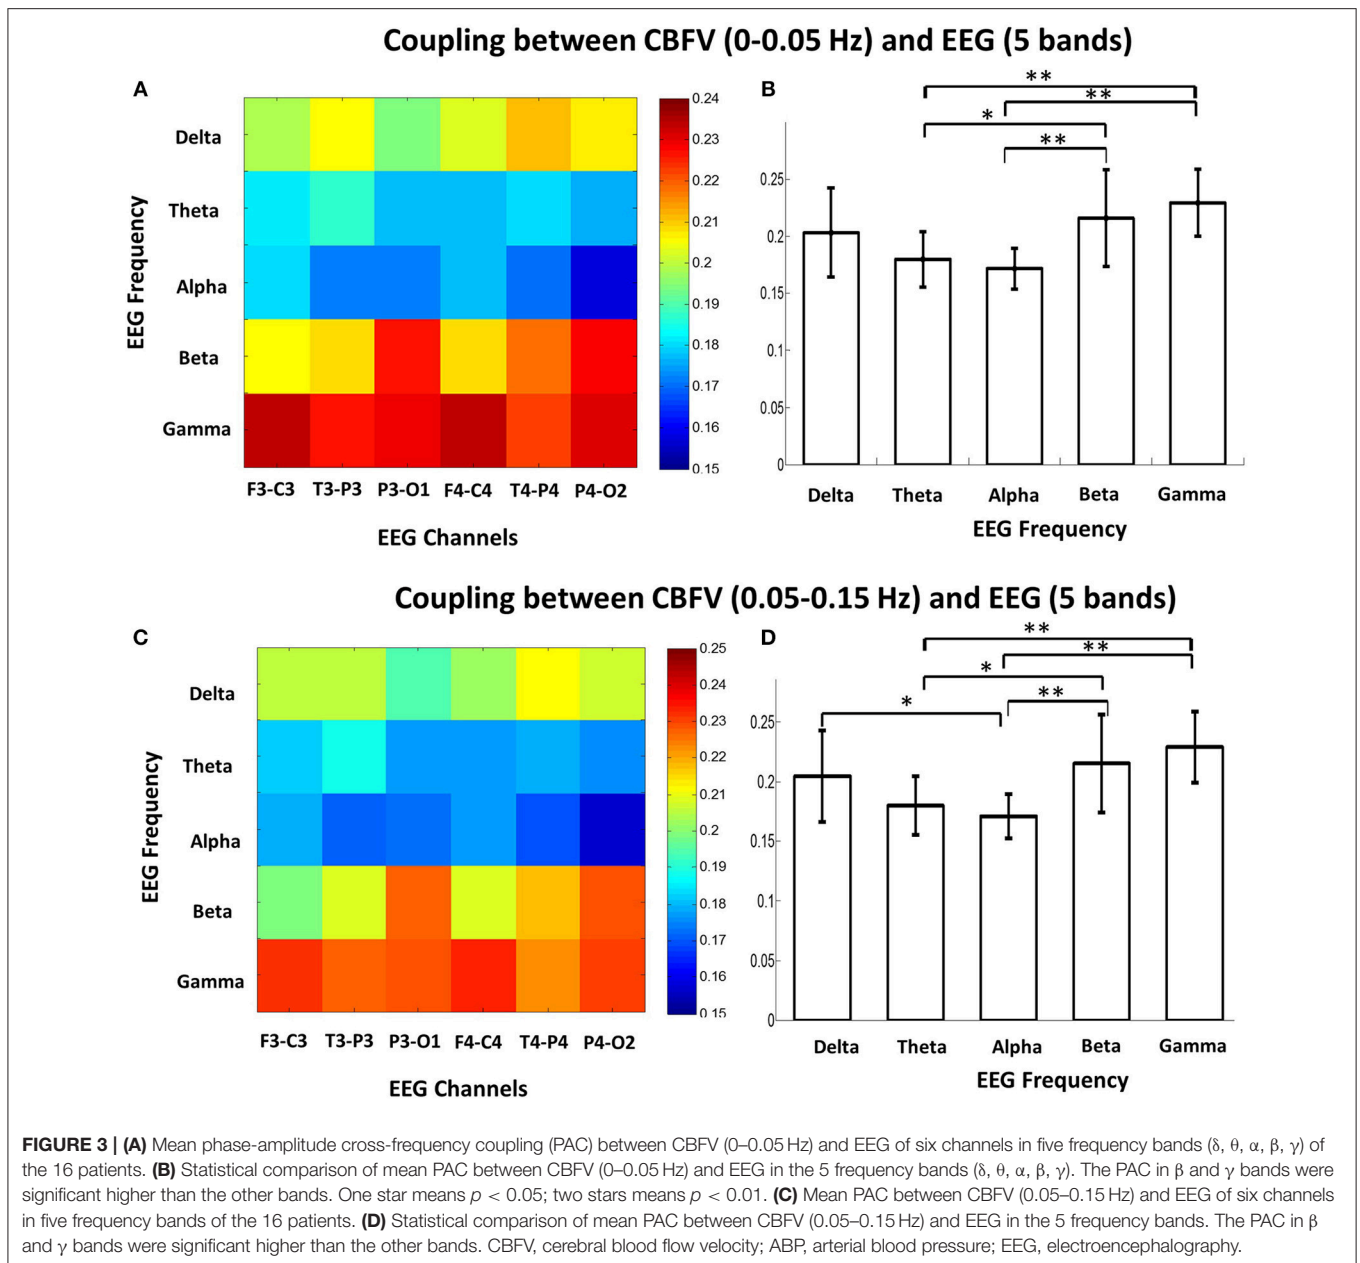 Coupling between CBFV (0-0.05 Hz) and EEG (5 bands)
A
EEG Frequency
Delta
Theta
Alpha
Beta
Gamma
F3-C3 T3-P3 P3-O1 F4-C4 T4-P4 P4-O2
EEG Channels
0.24
0.23
0.22
0.21
0.2
0.19
0.18
0.17
0.16
0.15
B
**
**
*
**
0.25
0.2
0.15
0.1
0.05
0
Delta Theta Alpha Beta Gamma
EEG Frequency
Coupling between CBFV (0.05-0.15 Hz) and EEG (5 bands)
C
EEG Frequency
Delta
Theta
Alpha
Beta
Gamma
F3-C3 T3-P3 P3-O1 F4-C4 T4-P4 P4-O2
EEG Channels
0.25
0.24
0.23
0.22
0.21
0.2
0.19
0.18
0.17
0.16
0.15
D
**
**
*
**
*
0.25
0.2
0.15
0.1
0.05
0
Delta Theta Alpha Beta Gamma
EEG Frequency
FIGURE 3 | (A) Mean phase-amplitude cross-frequency coupling (PAC) between CBFV (0–0.05 Hz) and EEG of six channels in five frequency bands (δ, θ, α, β, γ) of
the 16 patients. (B) Statistical comparison of mean PAC between CBFV (0–0.05 Hz) and EEG in the 5 frequency bands (δ, θ, α, β, γ). The PAC in β and γ bands were
significant higher than the other bands. One star means p < 0.05; two stars means p < 0.01. (C) Mean PAC between CBFV (0.05–0.15 Hz) and EEG of six channels
in five frequency bands of the 16 patients. (D) Statistical comparison of mean PAC between CBFV (0.05–0.15 Hz) and EEG in the 5 frequency bands. The PAC in β
and γ bands were significant higher than the other bands. CBFV, cerebral blood flow velocity; ABP, arterial blood pressure; EEG, electroencephalography.